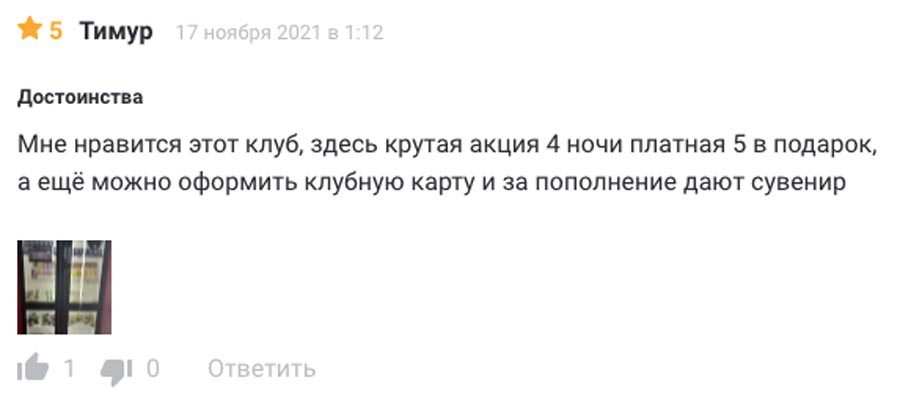 5 Тимур 17 ноября 2021 в 1:12
Достоинства
Мне нравится этот клуб, здесь крутая акция 4 ночи платная 5 в подарок,
а ещё можно оформить клубную карту и за пополнение дают сувенир
1 0 Ответить